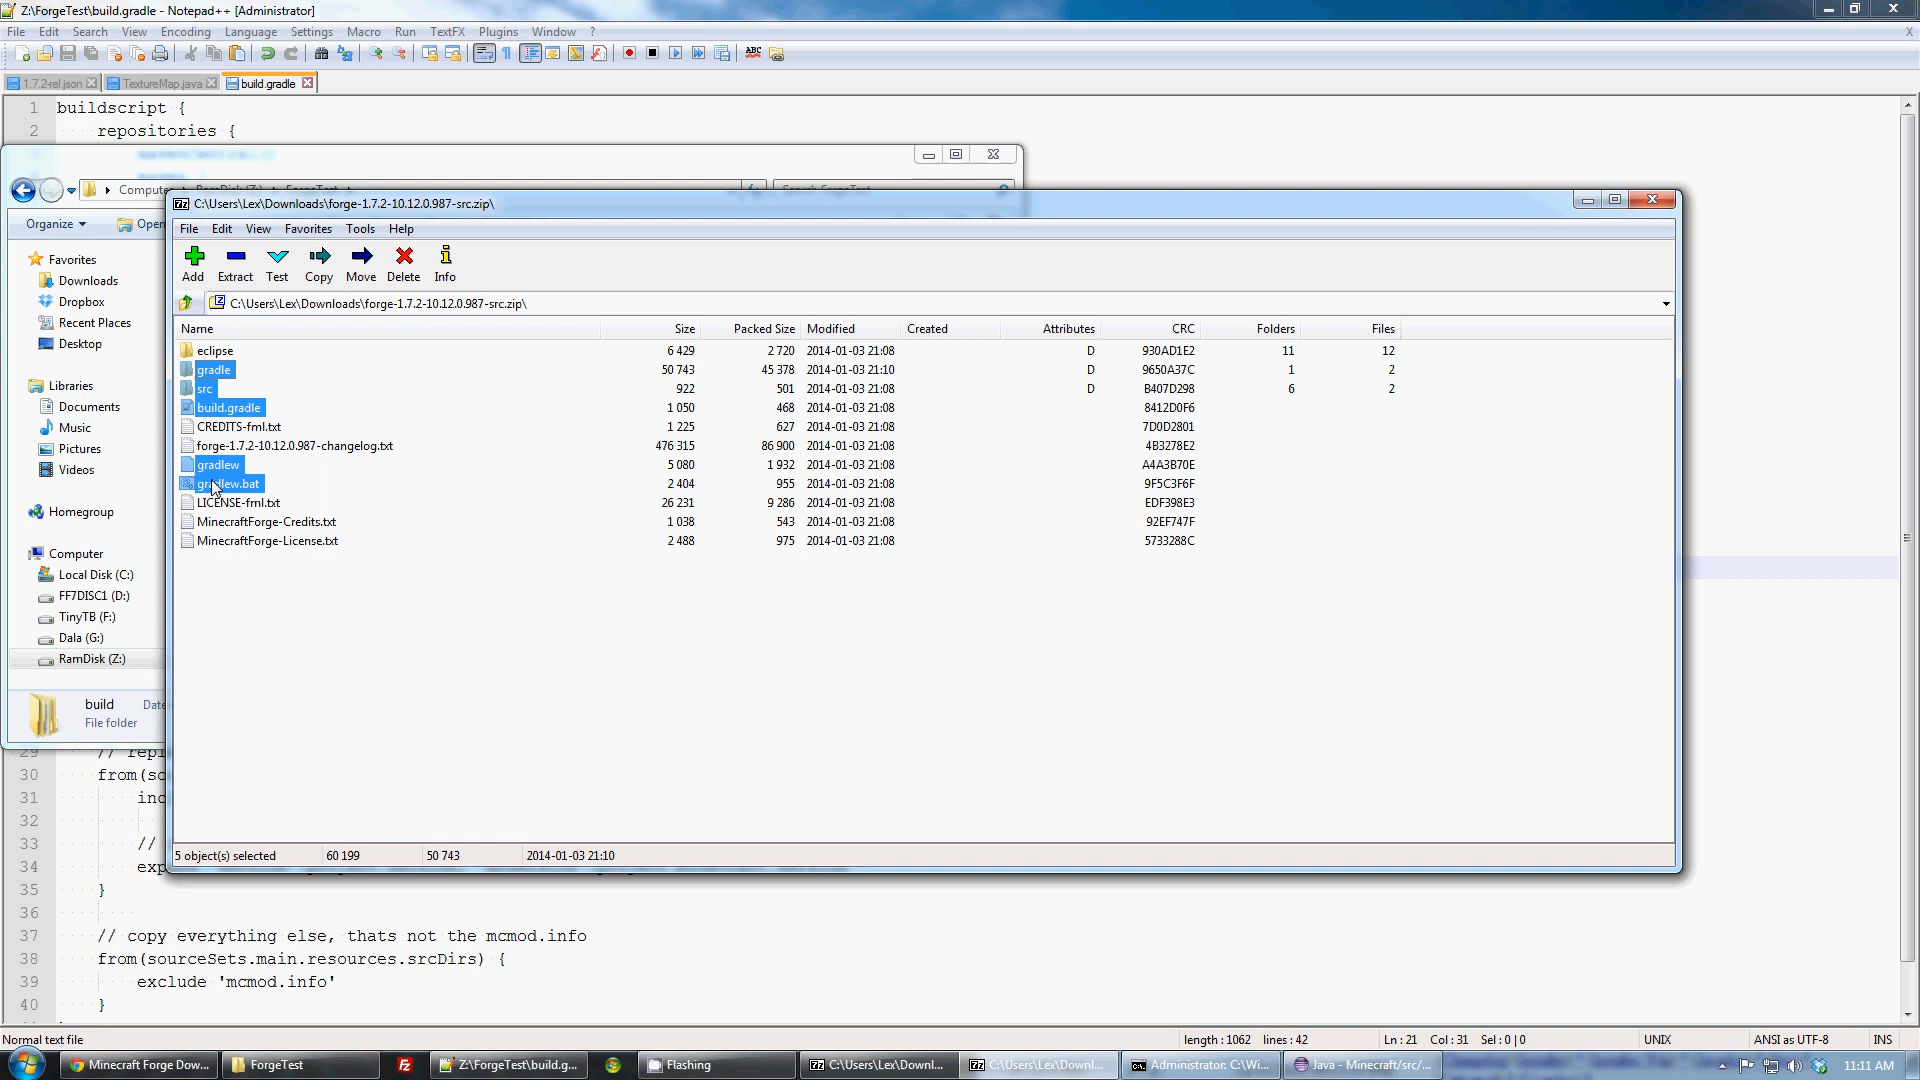 Z:\ForgeTest\build.gradle - Notepad++ [Administrator]
File Edit Search View Encoding Language Settings Macro Run TextFX Plugins Window ? X
ABC
1.7.2-rel.json TextureMap.java build.gradle
1 buildscript {
2 repositories {
Computer
Organize Open
C:\Users\Lex\Downloads\forge-1.7.2-10.12.0.987-src.zip\
File Edit View Favorites Tools Help
Add Extract Test Copy Move Delete Info
C:\Users\Lex\Downloads\forge-1.7.2-10.12.0.987-src.zip\
Name Size Packed Size Modified Created Attributes CRC Folders Files
eclipse 6 429 2 720 2014-01-03 21:08 D 930AD1E2 11 12
gradle 50 743 45 378 2014-01-03 21:10 D 9650A37C 1 2
src 922 501 2014-01-03 21:08 D B407D298 6 2
build.gradle 1 050 468 2014-01-03 21:08 8412D0F6
CREDITS-fml.txt 1 225 627 2014-01-03 21:08 7D0D2801
forge-1.7.2-10.12.0.987-changelog.txt 476 315 86 900 2014-01-03 21:08 4B3278E2
gradlew 5 080 1 932 2014-01-03 21:08 A4A3B70E
gradlew.bat 2 404 955 2014-01-03 21:08 9F5C3F6F
LICENSE-fml.txt 26 231 9 286 2014-01-03 21:08 EDF398E3
MinecraftForge-Credits.txt 1 038 543 2014-01-03 21:08 92EF747F
MinecraftForge-License.txt 2 488 975 2014-01-03 21:08 5733288C
5 object(s) selected 60 199 50 743 2014-01-03 21:10
Favorites
Downloads
Dropbox
Recent Places
Desktop
Libraries
Documents
Music
Pictures
Videos
Homegroup
Computer
Local Disk (C:)
FF7DISC1 (D:)
TinyTB (F:)
Dala (G:)
RamDisk (Z:)
build Date
File folder
29 // repl
30 from(so
31 inc
32
33 //
34 exp
35 }
36
37 // copy everything else, thats not the mcmod.info
38 from(sourceSets.main.resources.srcDirs) {
39 exclude 'mcmod.info'
40 }
Normal text file length : 1062 lines : 42 Ln : 21 Col : 31 Sel : 0 | 0 UNIX ANSI as UTF-8 INS
Minecraft Forge Dow... ForgeTest Z:\ForgeTest\build.g... Flashing C:\Users\Lex\Downl... C:\Users\Lex\Downl... Administrator: C:\Wi... Java - Minecraft/src/... 11:11 AM